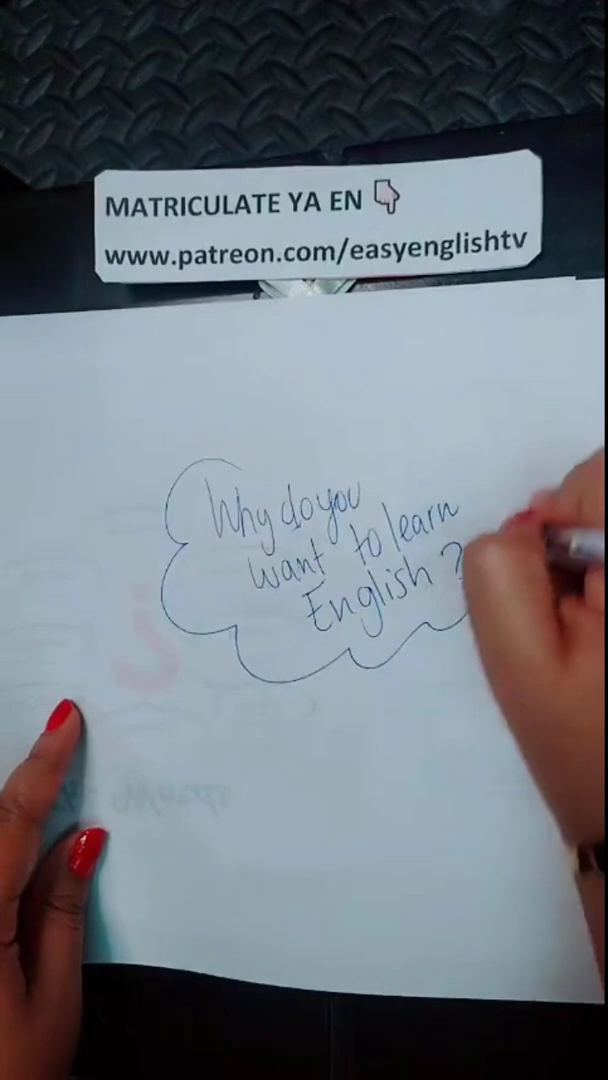 MATRICULATE YA EN
www.patreon.com/easyenglishtv
Why do you
want to learn
English?